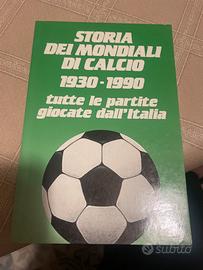 STORIA
DEI MONDIALI
DI CALCIO
1930-1990
tutte le partite
giocate dall'Italia
subito